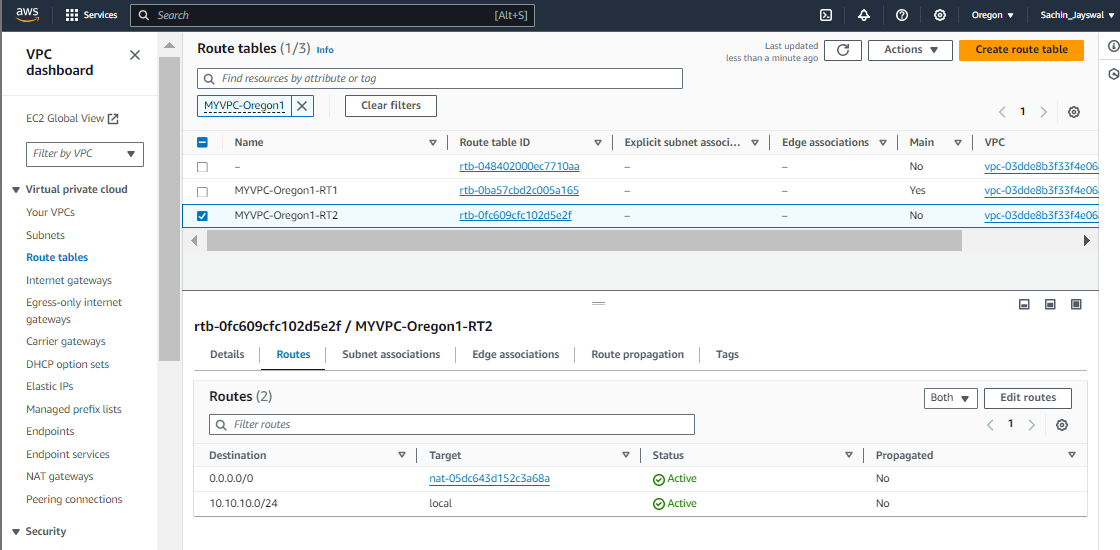 aws Services Search [Alt+S] Oregon Sachin_Jayswal
VPC dashboard
EC2 Global View
Filter by VPC
Virtual private cloud
Your VPCs
Subnets
Route tables
Internet gateways
Egress-only internet gateways
Carrier gateways
DHCP option sets
Elastic IPs
Managed prefix lists
Endpoints
Endpoint services
NAT gateways
Peering connections
Security
Route tables (1/3) Info
Last updated less than a minute ago
Actions Create route table
Find resources by attribute or tag
MYVPC-Oregon1 Clear filters
1
Name Route table ID Explicit subnet associ... Edge associations Main VPC
– rtb-048402000ec7710aa – – No vpc-03dde8b3f33f4e06
MYVPC-Oregon1-RT1 rtb-0ba57cbd2c005a165 – – Yes vpc-03dde8b3f33f4e06
MYVPC-Oregon1-RT2 rtb-0fc609cfc102d5e2f – – No vpc-03dde8b3f33f4e06
rtb-0fc609cfc102d5e2f / MYVPC-Oregon1-RT2
Details Routes Subnet associations Edge associations Route propagation Tags
Routes (2)
Both Edit routes
Filter routes
1
Destination Target Status Propagated
0.0.0.0/0 nat-05dc643d152c3a68a Active No
10.10.10.0/24 local Active No